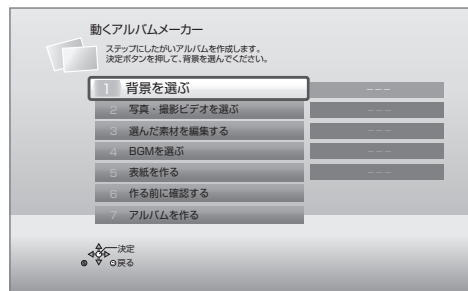 動くアルバムメーカー
ステップにしたがいアルバムを作成します。
決定ボタンを押して、背景を選んでください。
1 背景を選ぶ ---
2 写真・撮影ビデオを選ぶ ---
3 選んだ素材を編集する ---
4 BGMを選ぶ ---
5 表紙を作る ---
6 作る前に確認する
7 アルバムを作る
決定
戻る